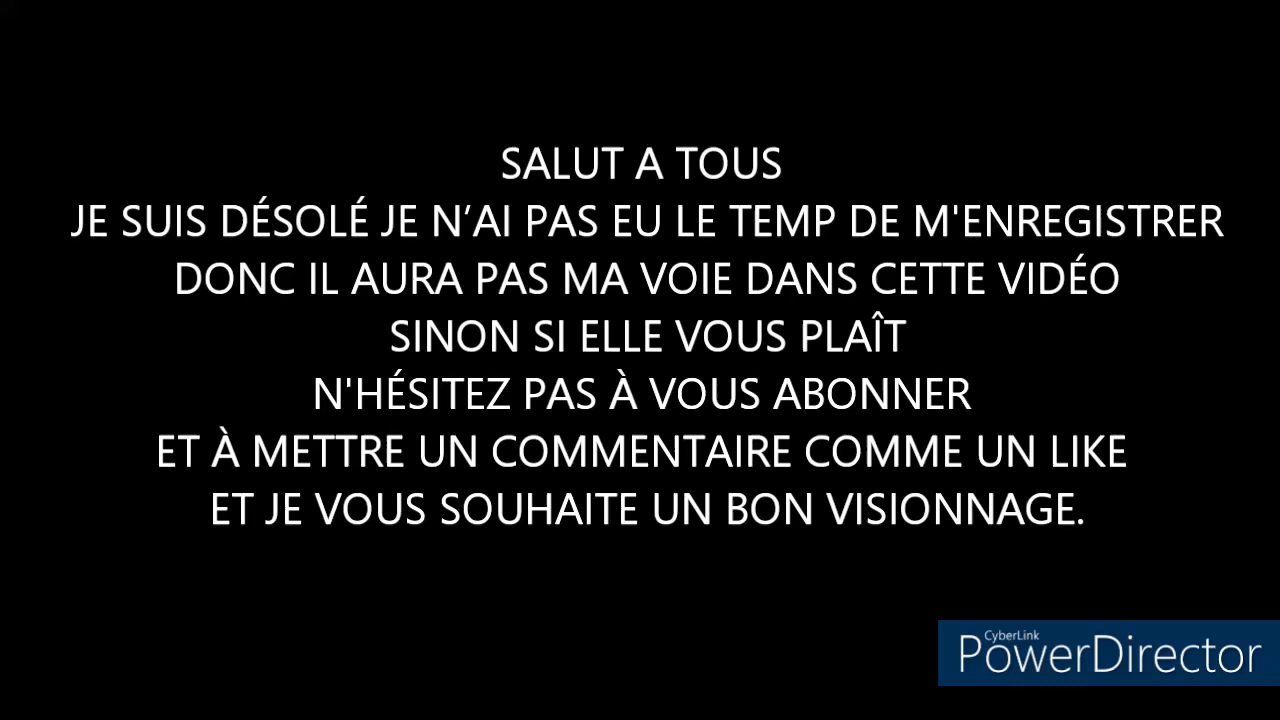 SALUT A TOUS
JE SUIS DÉSOLÉ JE N’AI PAS EU LE TEMP DE M'ENREGISTRER
DONC IL AURA PAS MA VOIE DANS CETTE VIDÉO
SINON SI ELLE VOUS PLAÎT
N'HÉSITEZ PAS À VOUS ABONNER
ET À METTRE UN COMMENTAIRE COMME UN LIKE
ET JE VOUS SOUHAITE UN BON VISIONNAGE.
CyberLink
PowerDirector